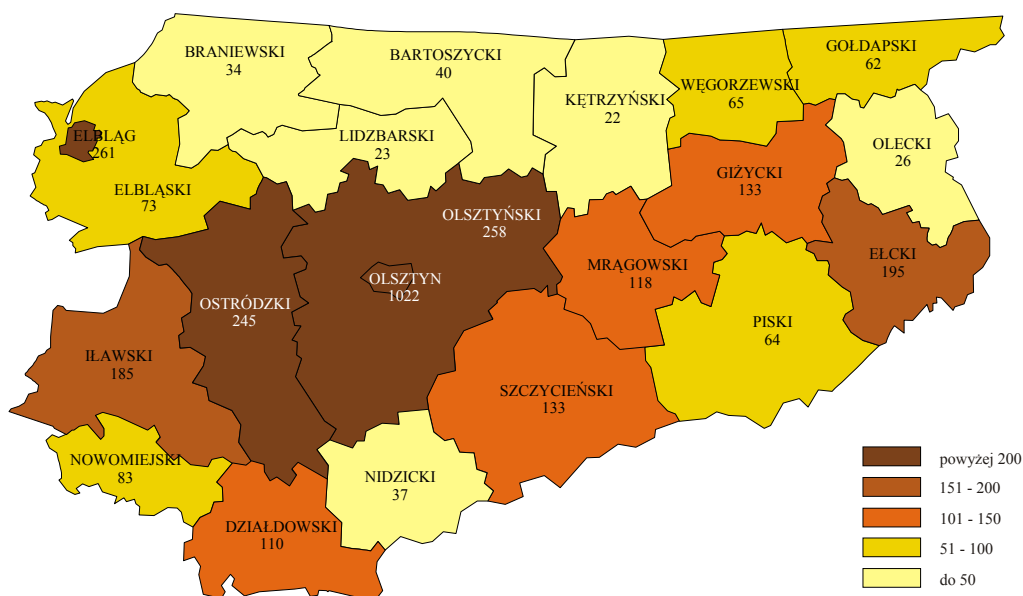 BRANIEWSKI
34
BARTOSZYCKI
40
GOŁDAPSKI
62
WĘGORZEWSKI
65
KĘTRZYŃSKI
22
ELBLĄG
261
LIDZBARSKI
23
OLECKI
26
GIŻYCKI
133
ELBLĄSKI
73
OLSZTYŃSKI
258
EŁCKI
195
MRĄGOWSKI
118
OLSZTYN
1022
OSTRÓDZKI
245
PISKI
64
IŁAWSKI
185
SZCZYCIEŃSKI
133
NOWOMIEJSKI
83
NIDZICKI
37
DZIAŁDOWSKI
110
powyżej 200
151 - 200
101 - 150
51 - 100
do 50